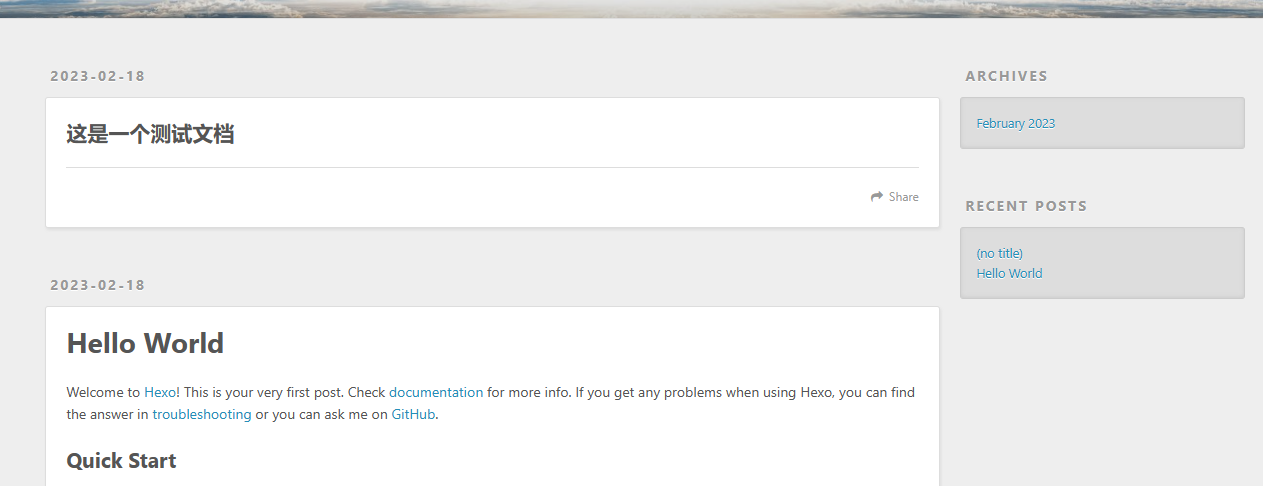 2023-02-18
这是一个测试文档
Share
2023-02-18
Hello World
Welcome to Hexo! This is your very first post. Check documentation for more info. If you get any problems when using Hexo, you can find
the answer in troubleshooting or you can ask me on GitHub.
Quick Start
ARCHIVES
February 2023
RECENT POSTS
(no title)
Hello World